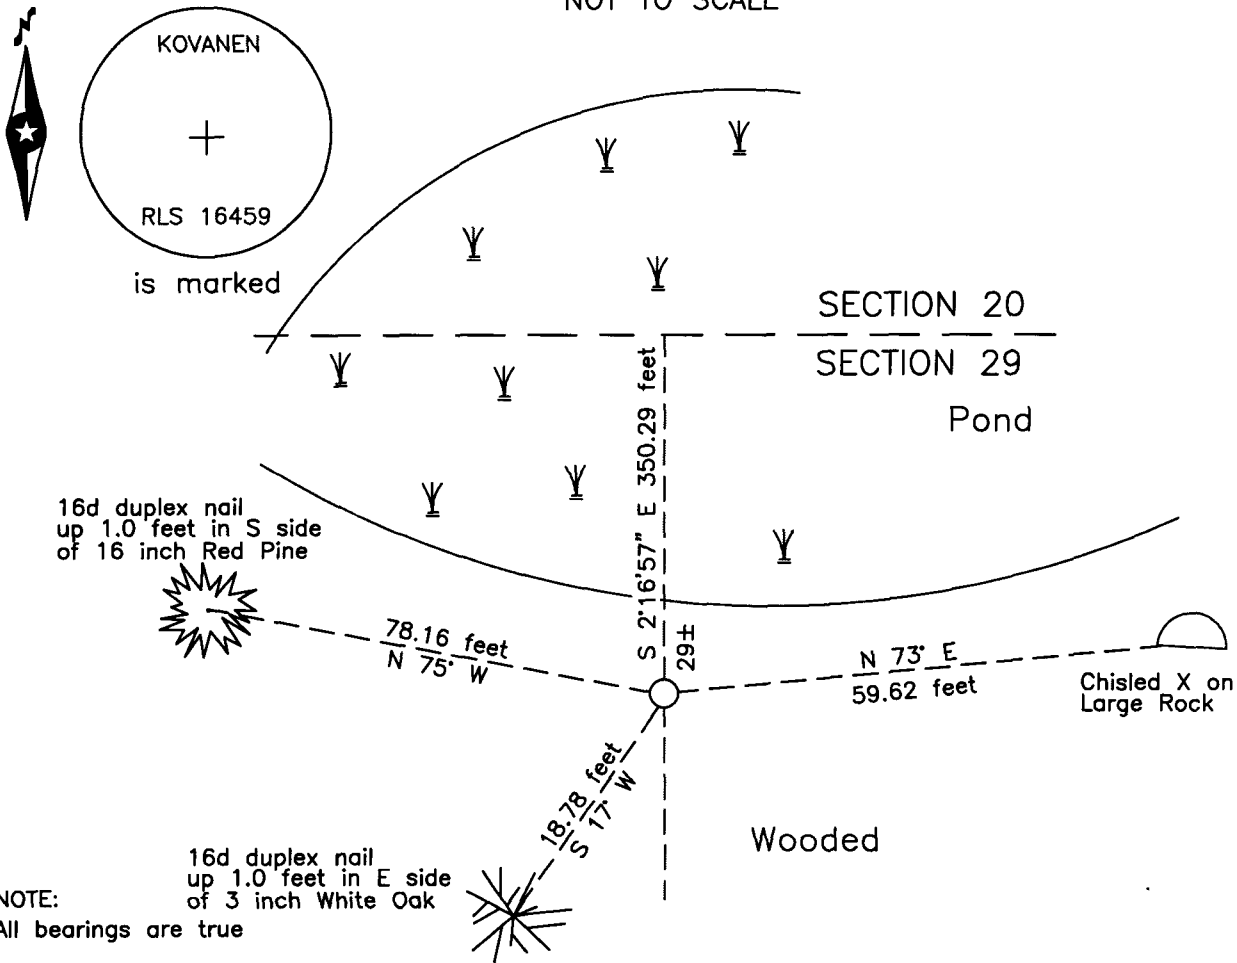 NOT TO SCALE
N
KOVANEN
RLS 16459
is marked
SECTION 20
SECTION 29
Pond
S 2°16'57" E 350.29 feet
29±
16d duplex nail
up 1.0 feet in S side
of 16 inch Red Pine
78.16 feet
N 75° W
N 73° E
59.62 feet
Chisled X on
Large Rock
18.78 feet
S 17° W
Wooded
16d duplex nail
up 1.0 feet in E side
of 3 inch White Oak
NOTE:
All bearings are true